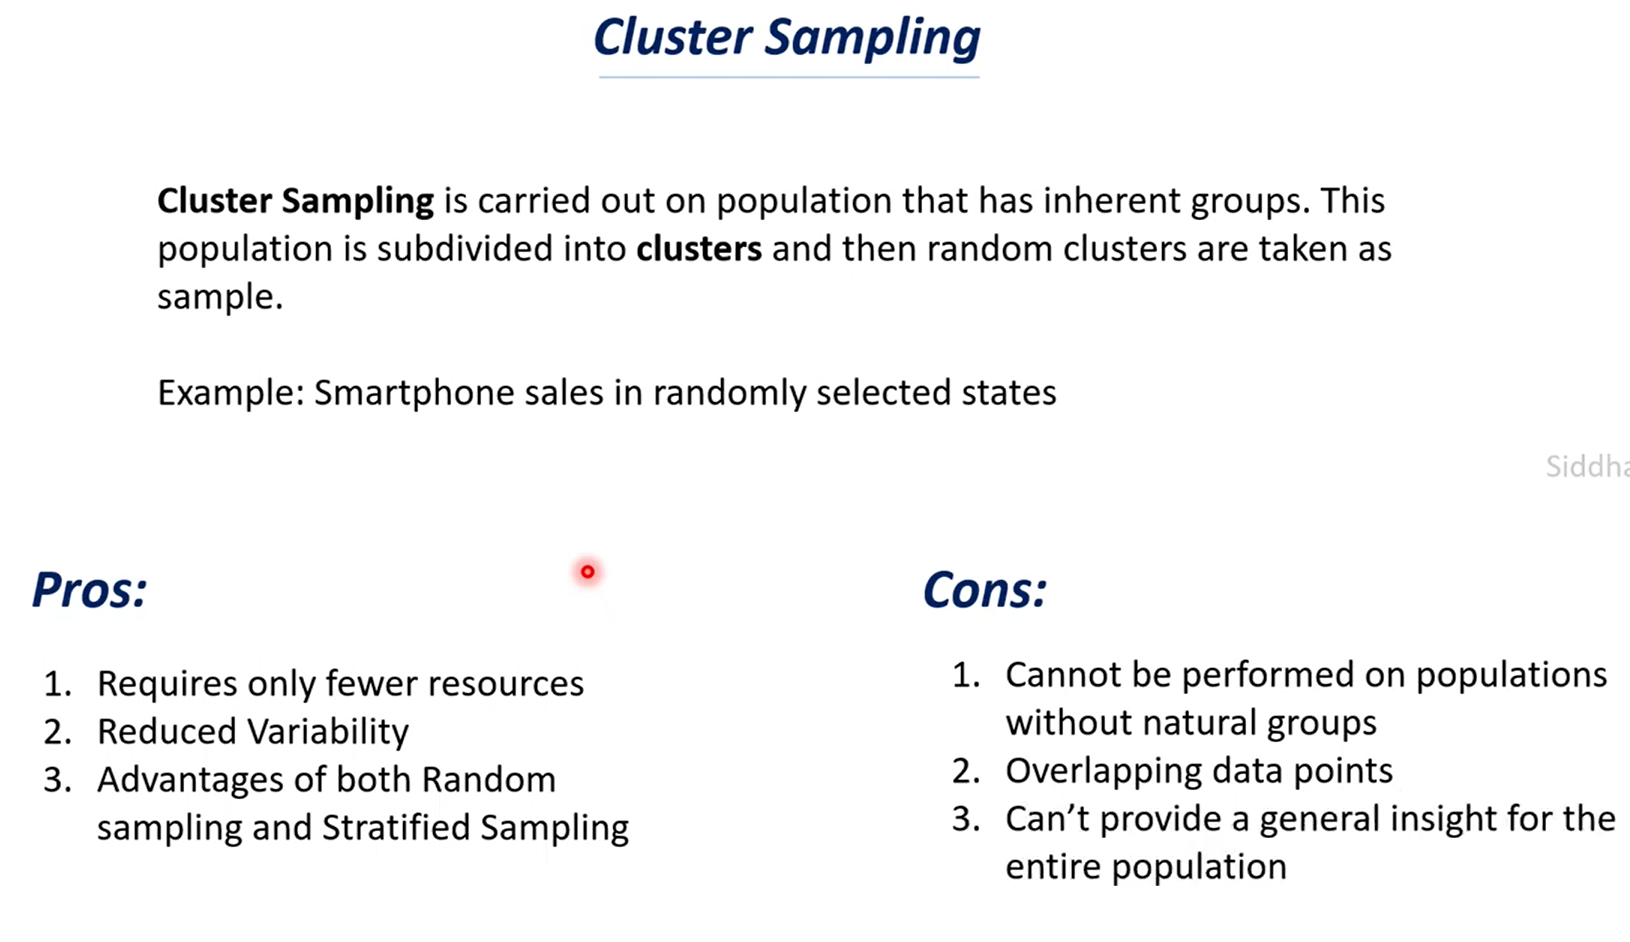 Cluster Sampling
Cluster Sampling is carried out on population that has inherent groups. This
population is subdivided into clusters and then random clusters are taken as
sample.
Example: Smartphone sales in randomly selected states
Pros:
1. Requires only fewer resources
2. Reduced Variability
3. Advantages of both Random
sampling and Stratified Sampling
Cons:
1. Cannot be performed on populations
without natural groups
2. Overlapping data points
3. Can’t provide a general insight for the
entire population